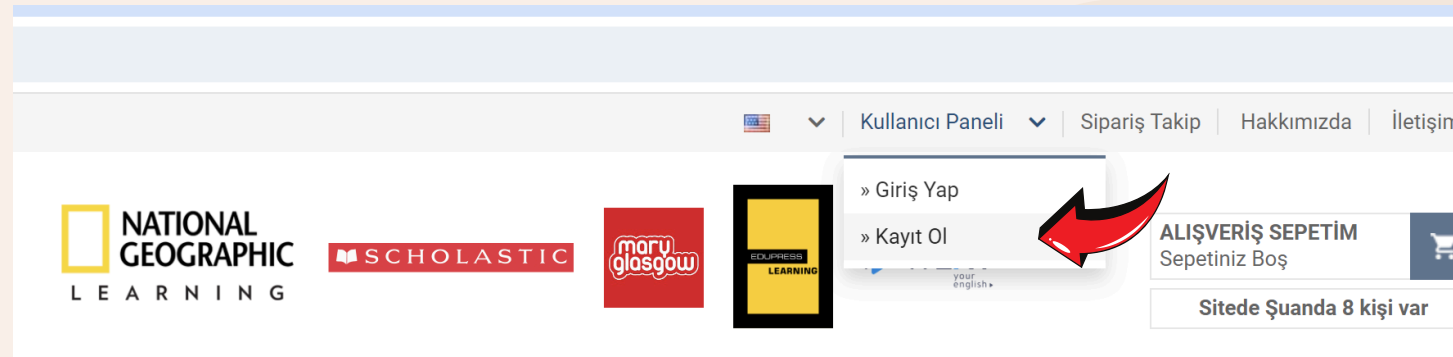 Kullanıcı Paneli
Sipariş Takip
Hakkımızda
İletişim
» Giriş Yap
» Kayıt Ol
NATIONAL
GEOGRAPHIC
LEARNING
SCHOLASTIC
mary
glasgow
EDUPRESS
LEARNING
your
english
ALIŞVERİŞ SEPETİM
Sepetiniz Boş
Sitede Şuanda 8 kişi var